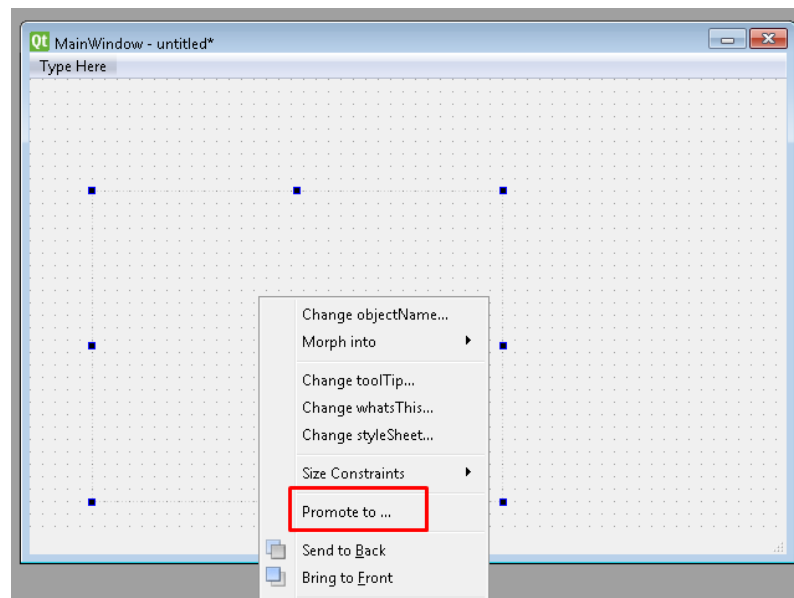 Qt MainWindow - untitled*
Type Here
Change objectName...
Morph into
Change toolTip...
Change whatsThis...
Change styleSheet...
Size Constraints
Promote to ...
Send to Back
Bring to Front